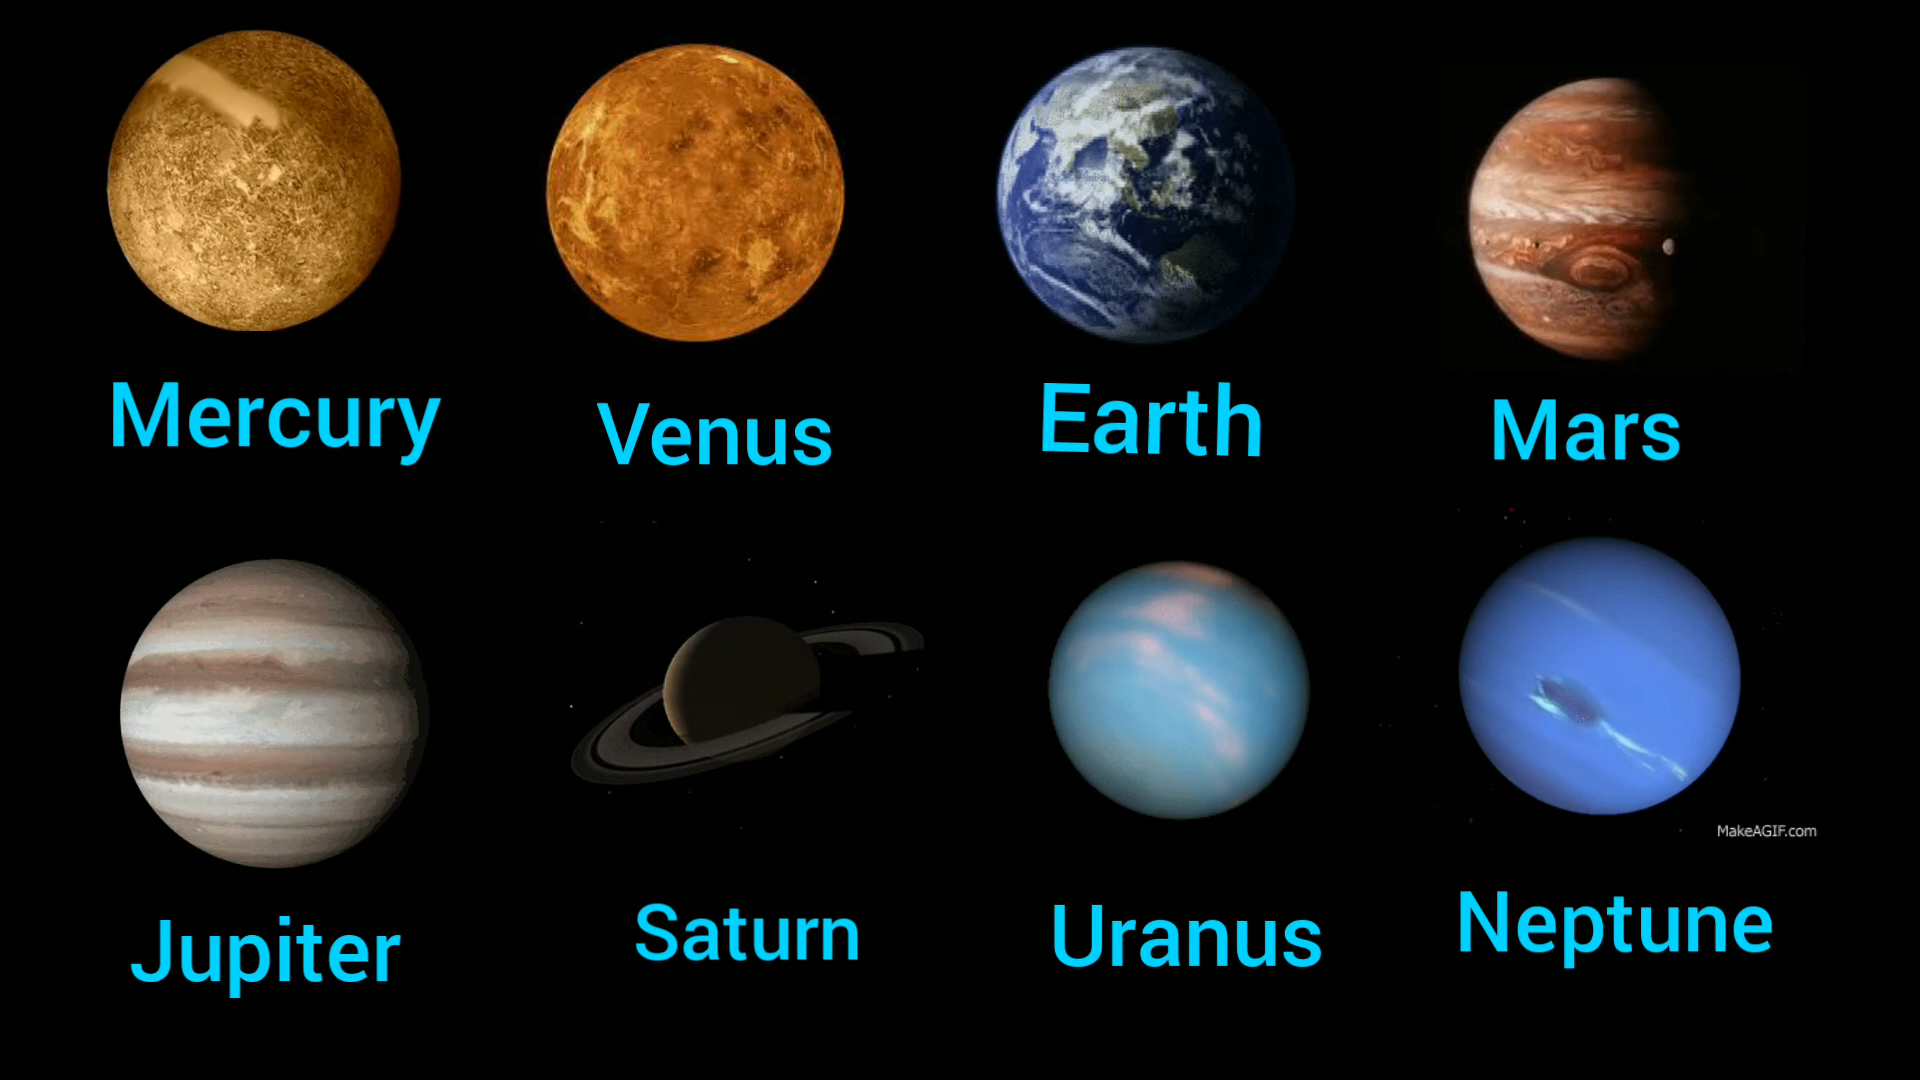 Mercury
Venus
Earth
Mars
Jupiter
Saturn
Uranus
Neptune
MakeAGIF.com